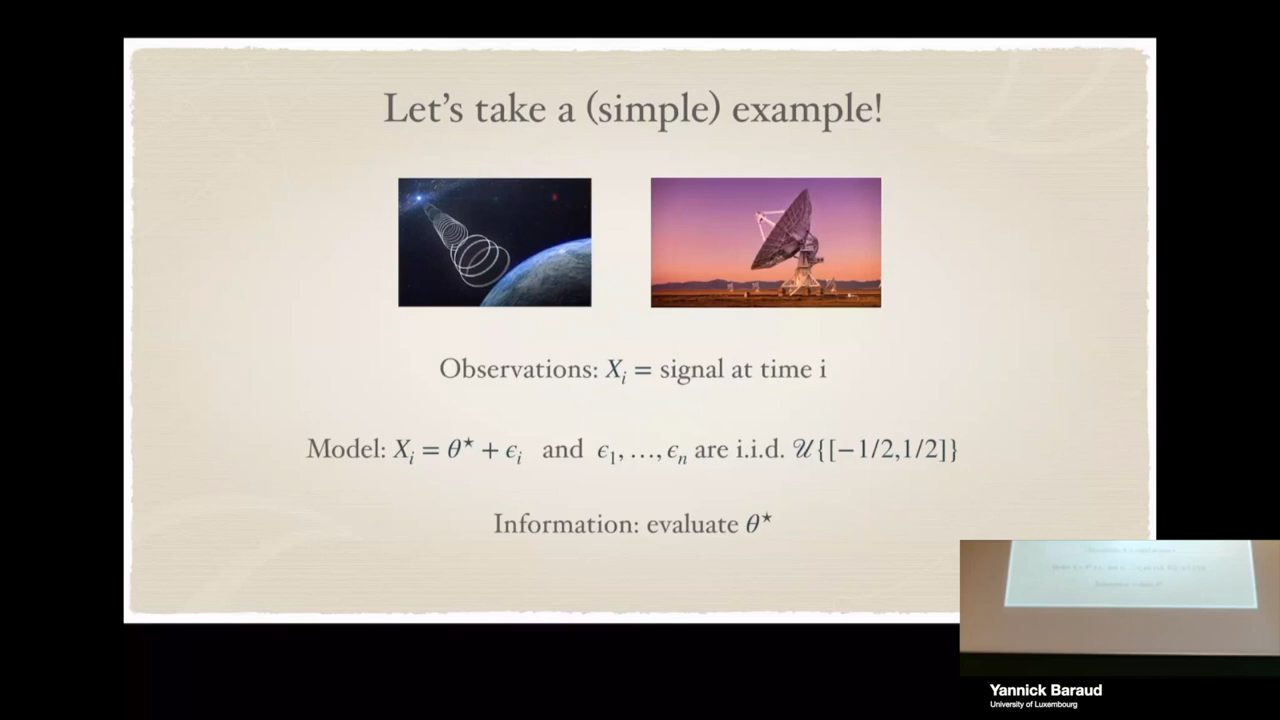 Let's take a (simple) example!
Observations: Xᵢ = signal at time i
Model: Xᵢ = θ⋆ + ϵᵢ and ϵ₁, …, ϵₙ are i.i.d. 𝒰{[−1/2,1/2]}
Information: evaluate θ⋆
Yannick Baraud
University of Luxembourg